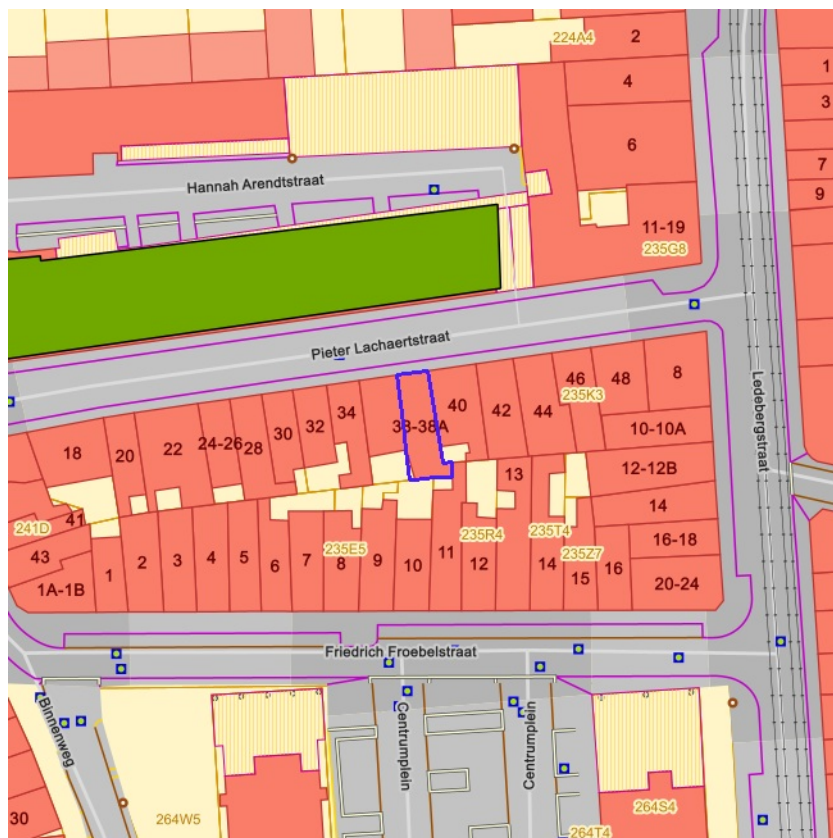 224A4
2
4
1
3
6
7
9
Hannah Arendtstraat
11-19
235G8
Pieter Lachaertstraat
Ledebergstraat
46
48
8
235K3
34
40
42
44
38-38A
32
30
28
24-26
22
20
18
10-10A
12-12B
13
14
41
241D
43
235E5
235R4
235T4
235Z7
16-18
1A-1B
1
2
3
4
5
6
7
8
9
10
11
12
14
15
16
20-24
Friedrich Froebelstraat
Binnenweg
Centrumplein
Centrumplein
30
264W5
264S4
264T4